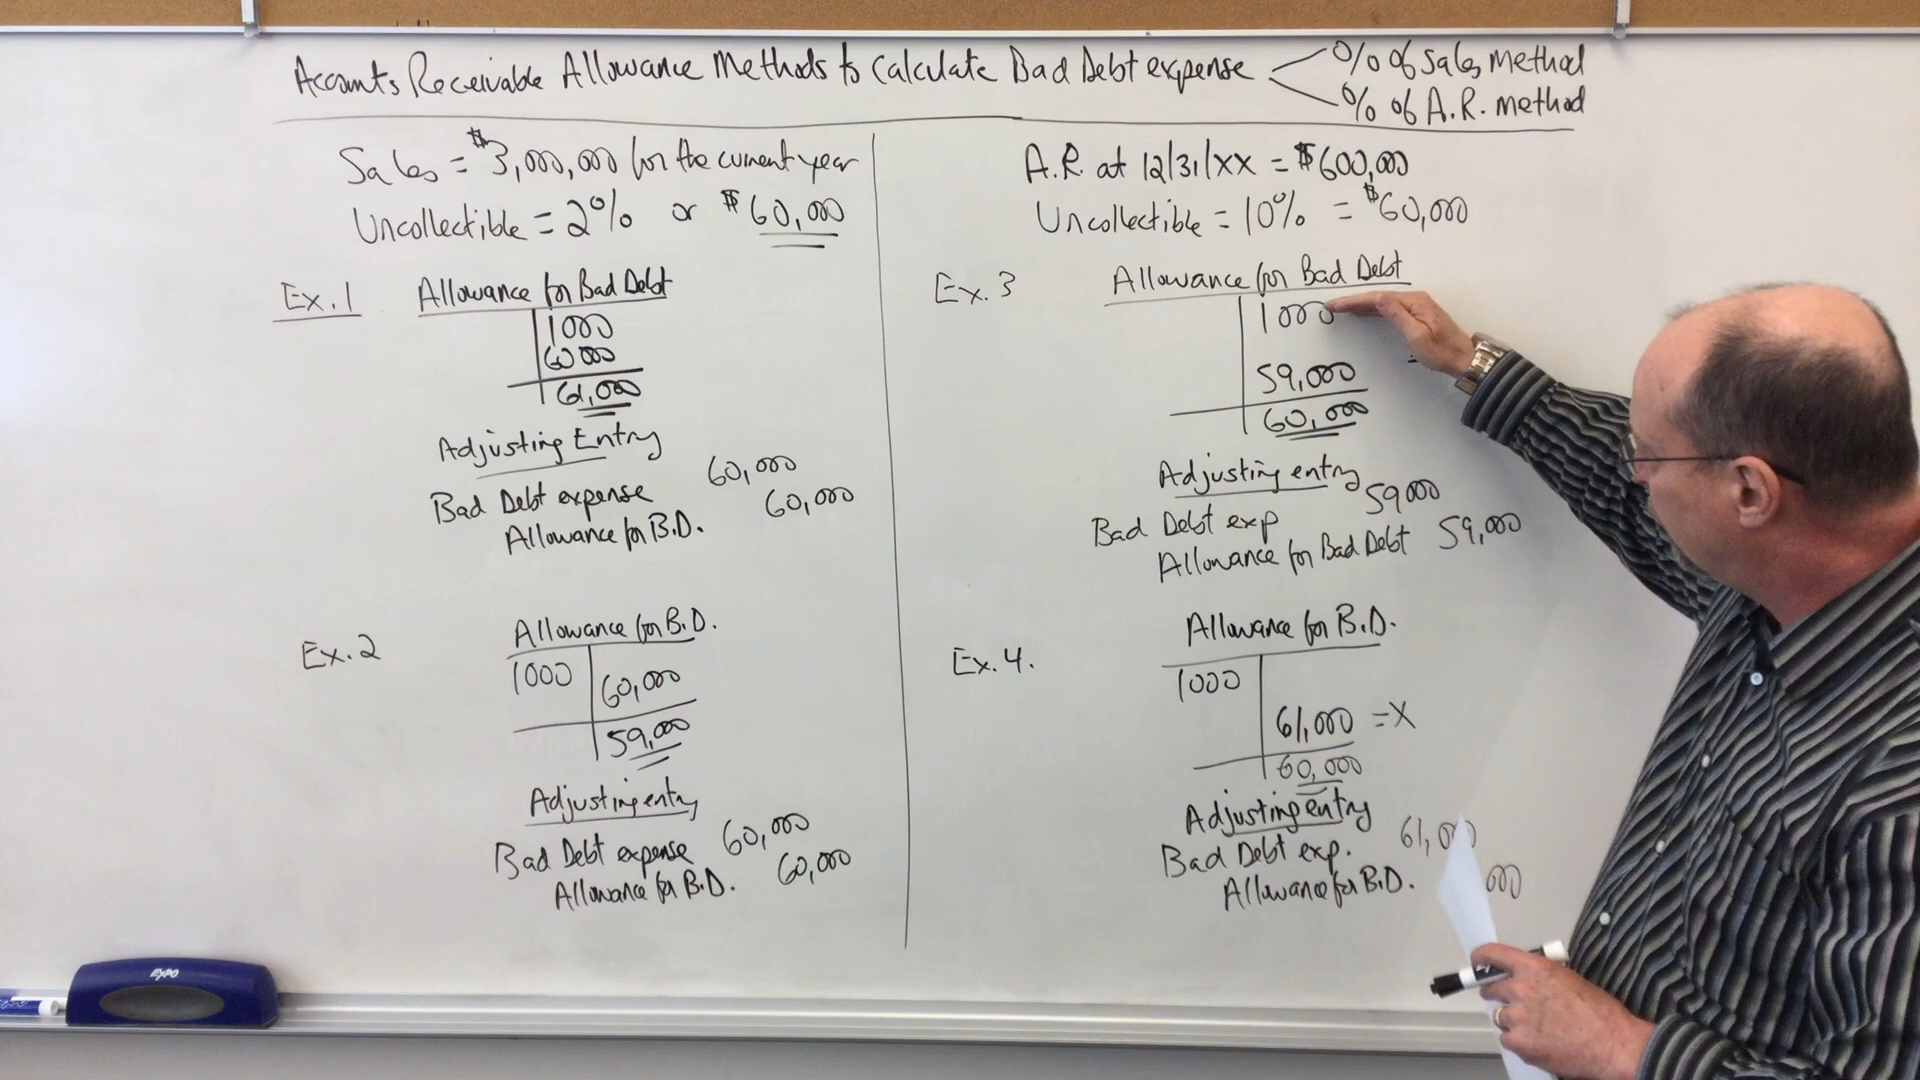 Accounts Receivable Allowance Methods to Calculate Bad Debt expense
% of Sales Method
% of A.R. method
Sales = $3,000,000 for the current year
Uncollectible = 2% or $60,000
Ex. 1 Allowance for Bad Debt
1000
60000
61,000
Adjusting Entry
Bad Debt expense 60,000
Allowance for B.D. 60,000
Ex. 2 Allowance for B.D.
1000
60,000
59,000
Adjusting entry
Bad Debt expense 60,000
Allowance for B.D. 60,000
A.R. at 12/31/XX = $600,000
Uncollectible = 10% = $60,000
Ex. 3 Allowance for Bad Debt
1000
59,000
60,000
Adjusting entry
Bad Debt exp 59000
Allowance for Bad Debt 59,000
Ex. 4. Allowance for B.D.
1000
61,000 = X
60,000
Adjusting entry
Bad Debt exp. 61,000
Allowance for B.D. 000
EXPO